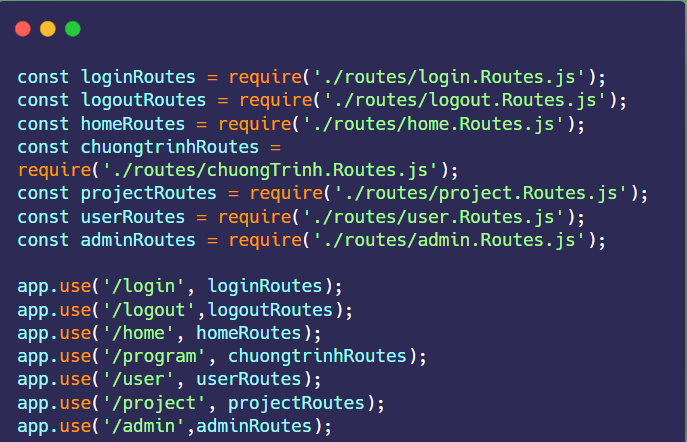 const loginRoutes = require('./routes/login.Routes.js');
const logoutRoutes = require('./routes/logout.Routes.js');
const homeRoutes = require('./routes/home.Routes.js');
const chuongtrinhRoutes =
require('./routes/chuongTrinh.Routes.js');
const projectRoutes = require('./routes/project.Routes.js');
const userRoutes = require('./routes/user.Routes.js');
const adminRoutes = require('./routes/admin.Routes.js');

app.use('/login', loginRoutes);
app.use('/logout',logoutRoutes);
app.use('/home', homeRoutes);
app.use('/program', chuongtrinhRoutes);
app.use('/user', userRoutes);
app.use('/project', projectRoutes);
app.use('/admin',adminRoutes);